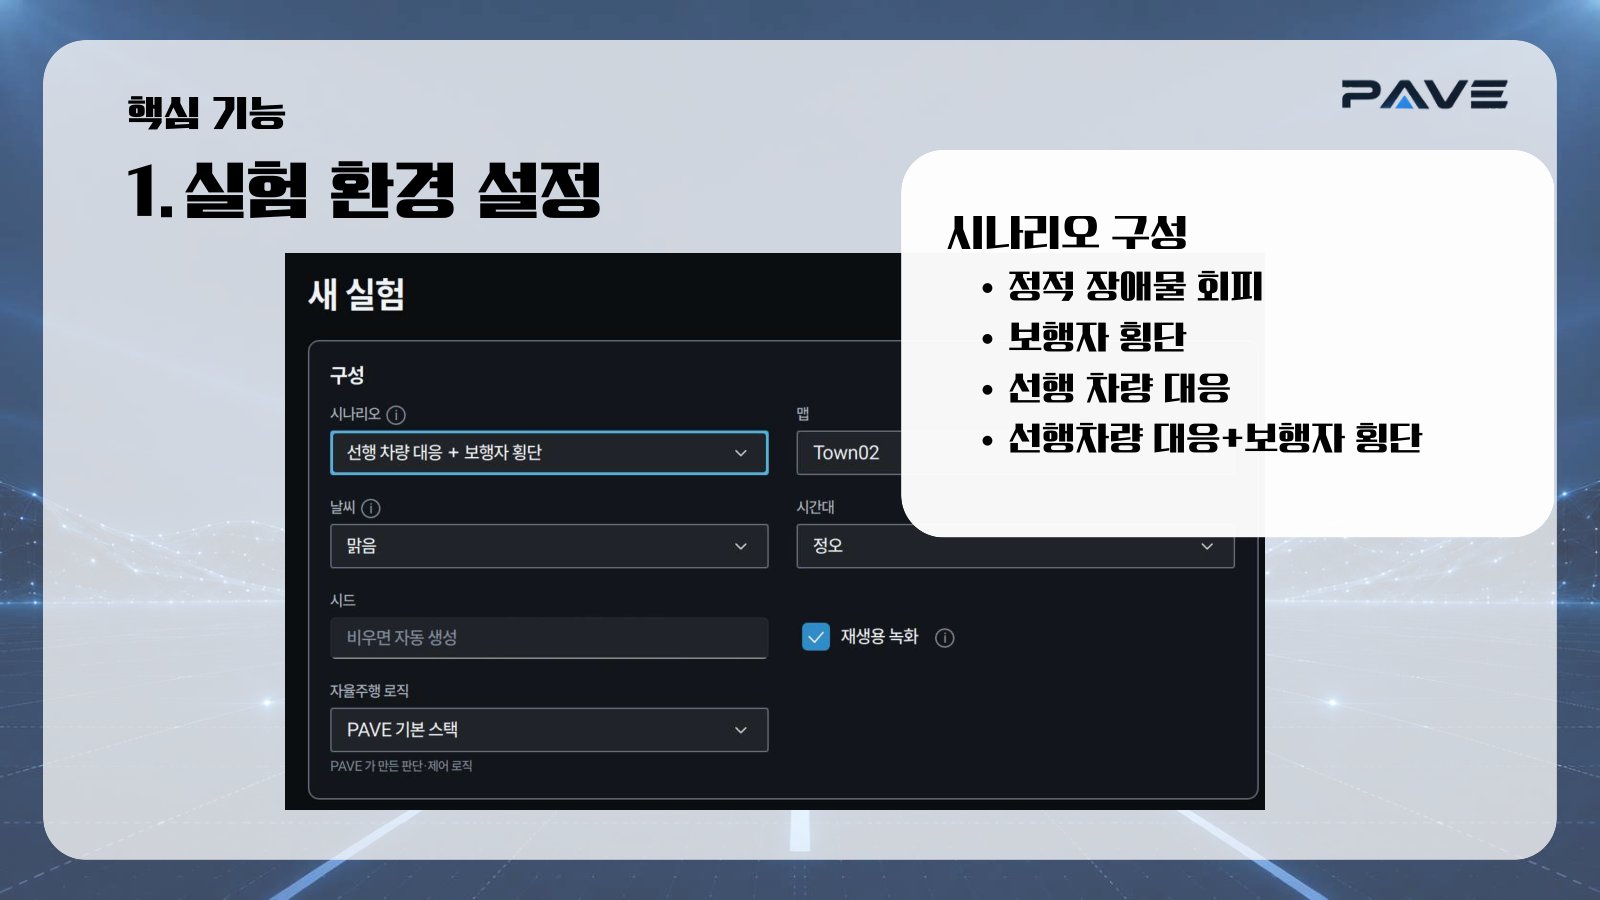 핵심 기능
PAVE
1. 실험 환경 설정
시나리오 구성
• 정적 장애물 회피
• 보행자 횡단
• 선행 차량 대응
• 선행차량 대응+보행자 횡단
새 실험
구성
시나리오
선행 차량 대응 + 보행자 횡단
맵
Town02
날씨
맑음
시간대
정오
시드
비우면 자동 생성
재생용 녹화
자율주행 로직
PAVE 기본 스택
PAVE 가 만든 판단·제어 로직